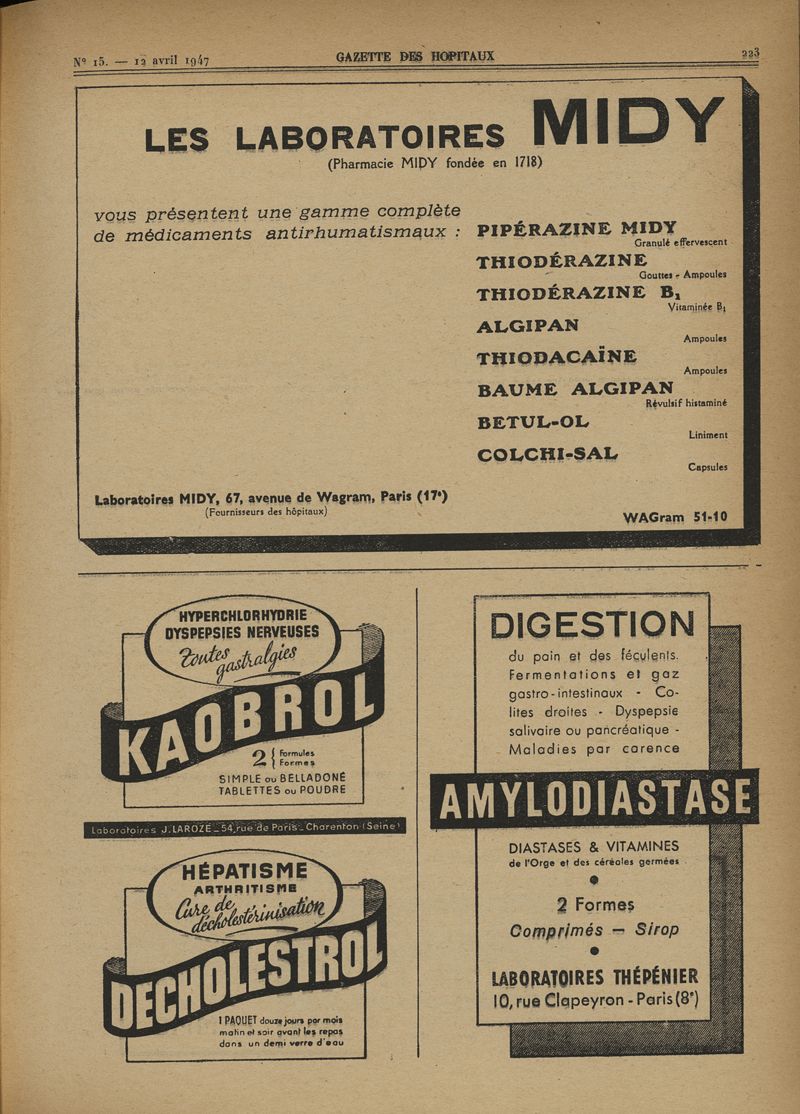 Nº 15. — 12 avril 1947
GAZETTE DES HOPITAUX
223
LES LABORATOIRES MIDY
(Pharmacie MIDY fondée en 1718)
vous présentent une gamme complète
de médicaments antirhumatismaux :
PIPÉRAZINE MIDY
Granulé effervescent
THIODÉRAZINE
Gouttes - Ampoules
THIODÉRAZINE B₁
Vitaminée B₁
ALGIPAN
Ampoules
THIODACAÏNE
Ampoules
BAUME ALGIPAN
Révulsif histaminé
BETUL-OL
Liniment
COLCHI-SAL
Capsules
Laboratoires MIDY, 67, avenue de Wagram, Paris (17ᵉ)
(Fournisseurs des hôpitaux)
WAGram 51-10
HYPERCHLORHYDRIE
DYSPEPSIES NERVEUSES
Toutes
gastralgies
KAOBROL
2 { Formules
} Formes
SIMPLE ou BELLADONÉ
TABLETTES ou POUDRE
Laboratoires J. LAROZE _ 54, rue de Paris _ Charenton (Seine)
HÉPATISME
ARTHRITISME
Cure de
décholestérinisation
DECHOLESTROL
1 PAQUET douze jours par mois
matin et soir avant les repas
dans un demi verre d'eau
DIGESTION
du pain et des féculents.
Fermentations et gaz
gastro-intestinaux - Co-
lites droites - Dyspepsie
salivaire ou pancréatique -
Maladies par carence
AMYLODIASTASE
DIASTASES & VITAMINES
de l'Orge et des céréales germées
2 Formes
Comprimés — Sirop
LABORATOIRES THÉPÉNIER
10, rue Clapeyron - Paris (8ᵉ)